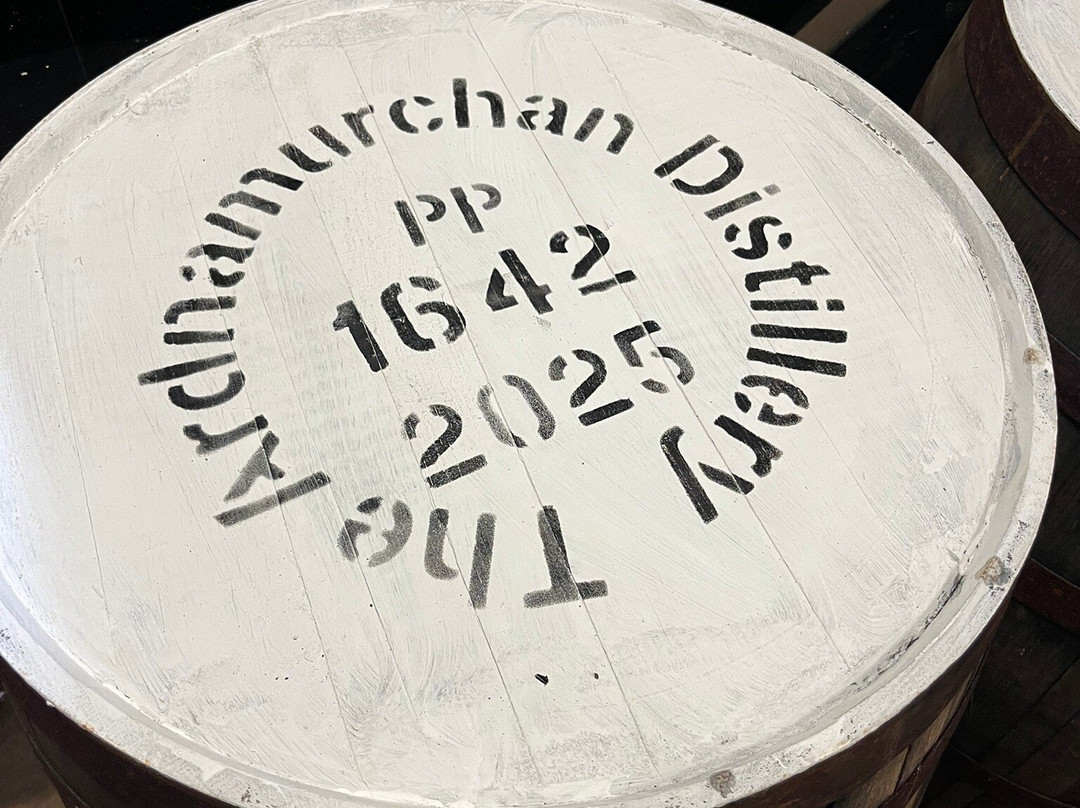 The Ardnamurchan Distillery
PP
1642
2025